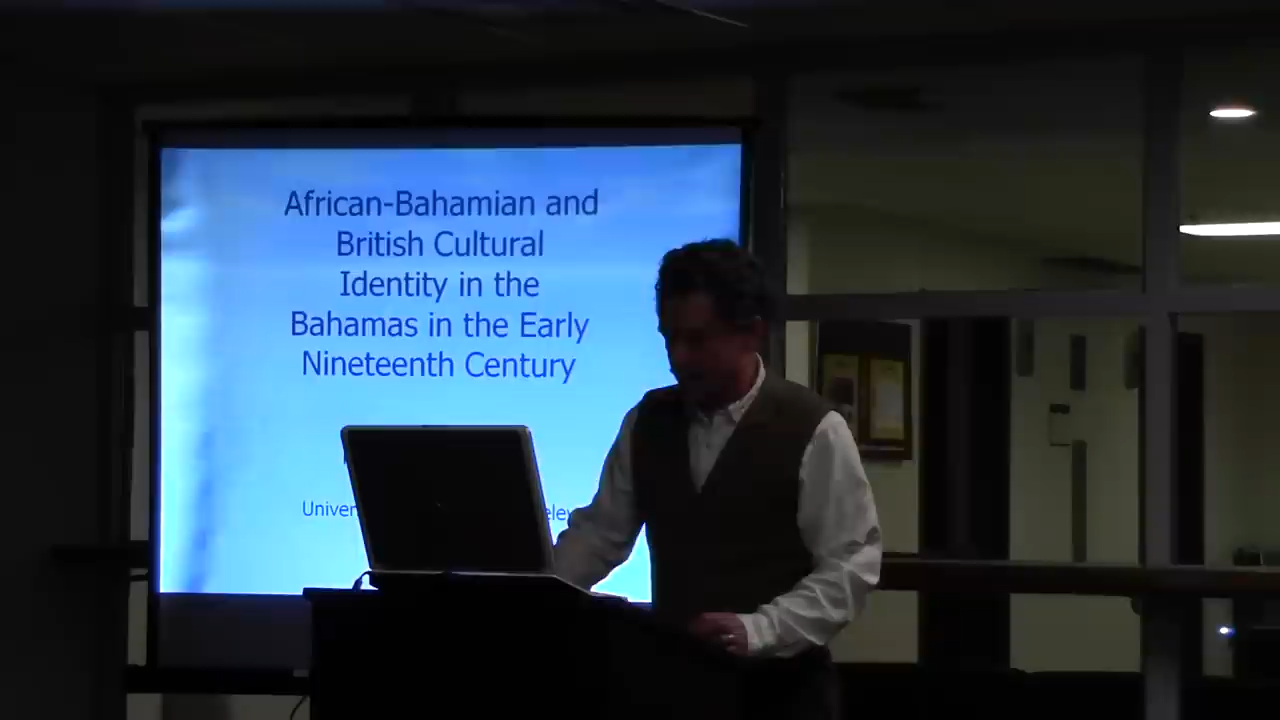 African-Bahamian and
British Cultural
Identity in the
Bahamas in the Early
Nineteenth Century